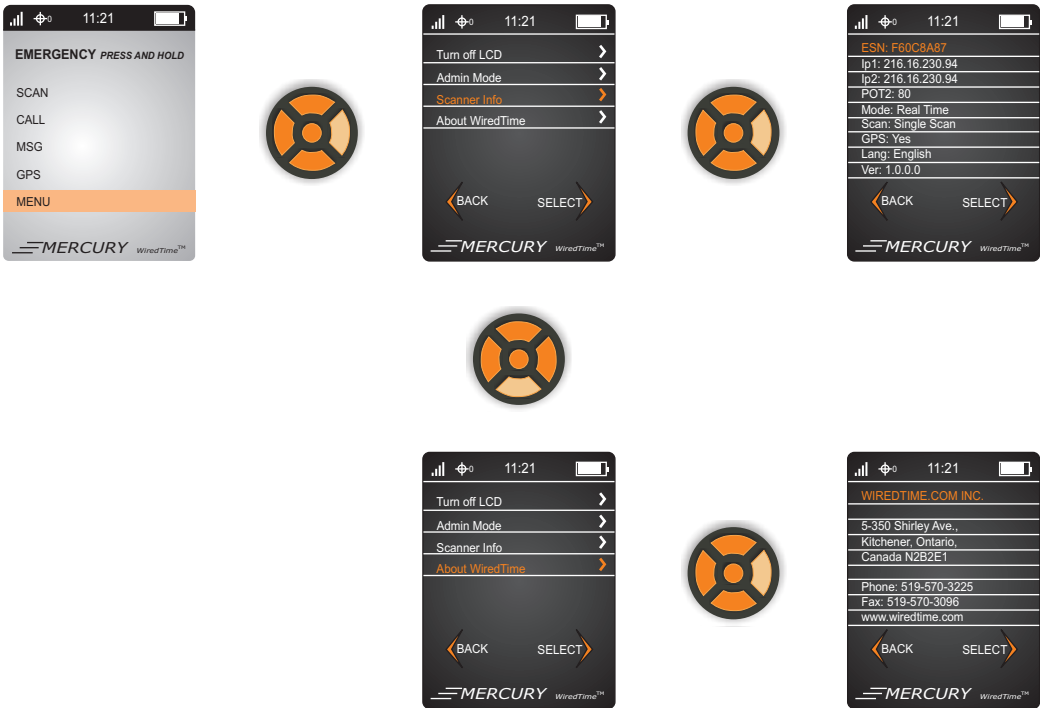 11:21
EMERGENCY PRESS AND HOLD
SCAN
CALL
MSG
GPS
MENU
MERCURY WiredTime™
0 11:21
Turn off LCD
Admin Mode
Scanner Info
About WiredTime
BACK SELECT
MERCURY WiredTime™
0 11:21
ESN: F60C8A87
Ip1: 216.16.230.94
Ip2: 216.16.230.94
POT2: 80
Mode: Real Time
Scan: Single Scan
GPS: Yes
Lang: English
Ver: 1.0.0.0
BACK SELECT
MERCURY WiredTime™
0 11:21
Turn off LCD
Admin Mode
Scanner Info
About WiredTime
BACK SELECT
MERCURY WiredTime™
0 11:21
WIREDTIME.COM INC.
5-350 Shirley Ave.,
Kitchener, Ontario,
Canada N2B2E1
Phone: 519-570-3225
Fax: 519-570-3096
www.wiredtime.com
BACK SELECT
MERCURY WiredTime™